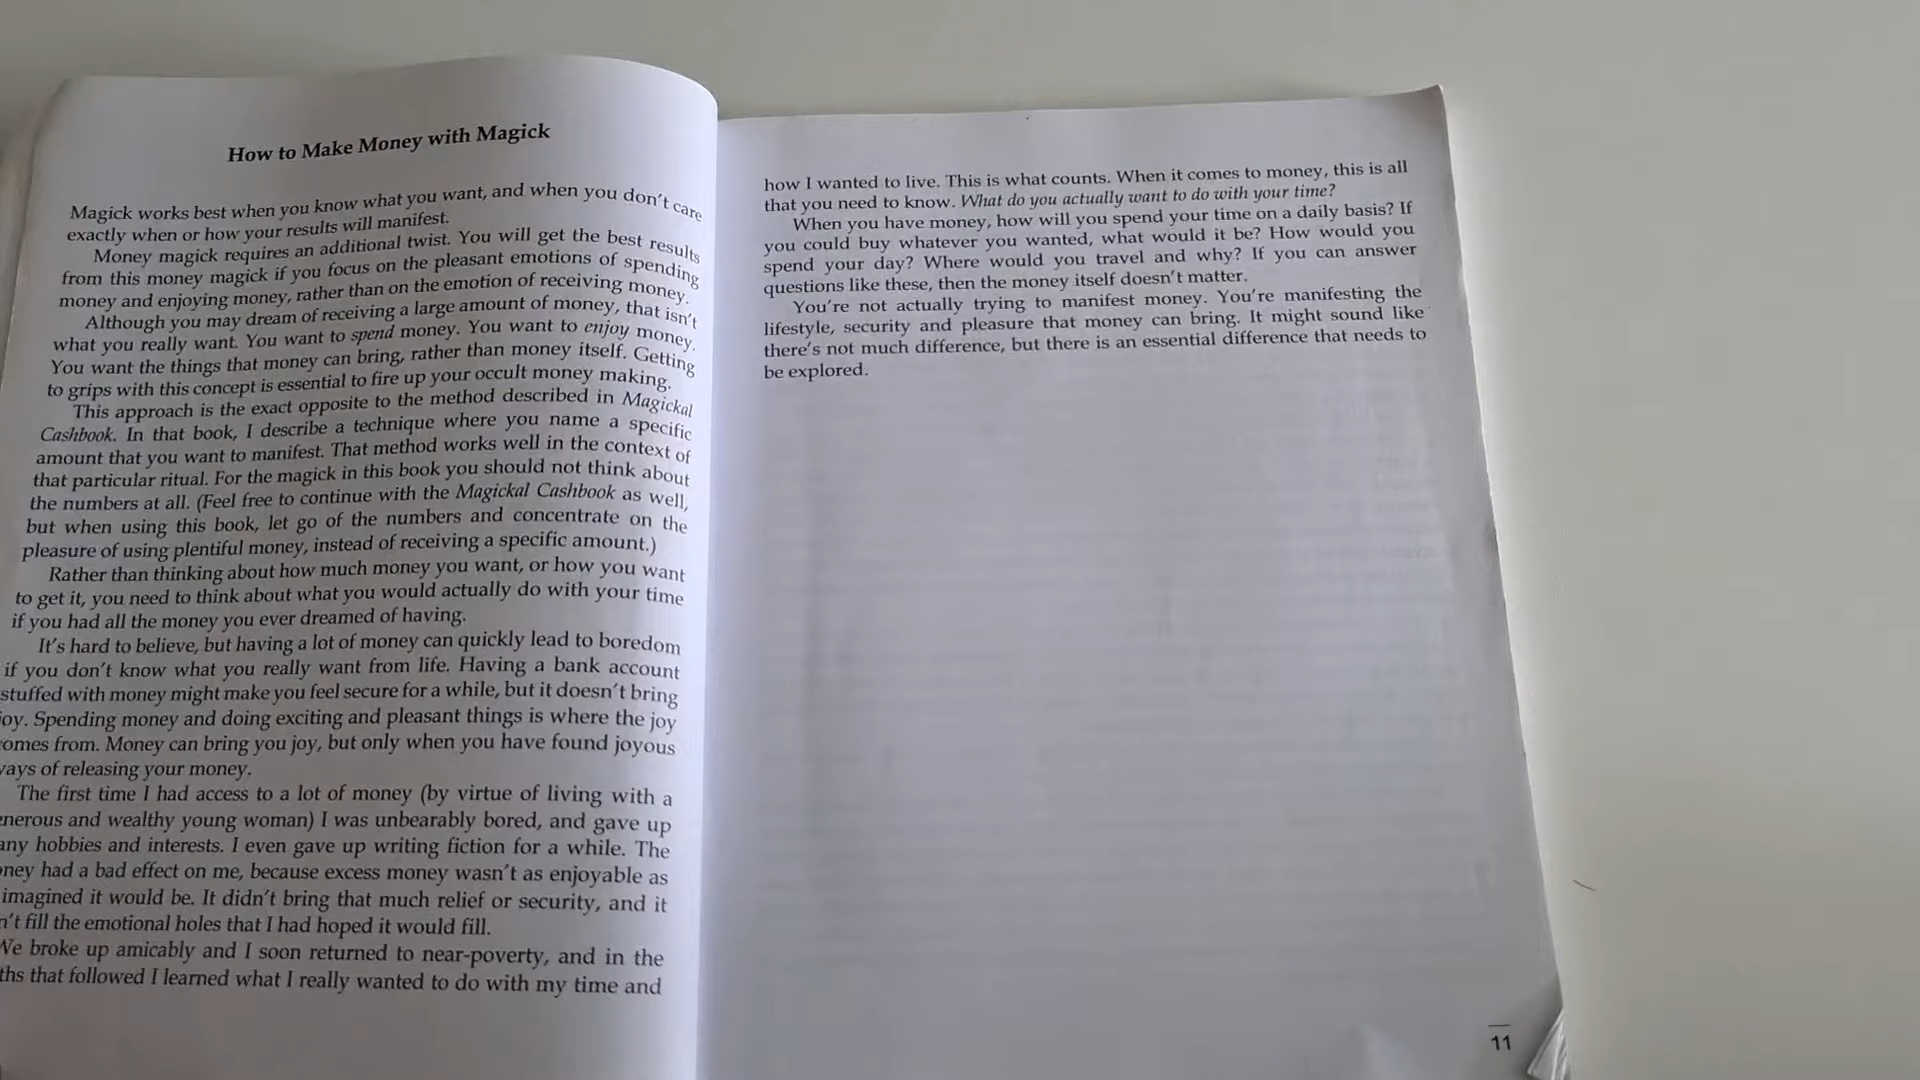 How to Make Money with Magick
Magick works best when you know what you want, and when you don't care
exactly when or how your results will manifest.
Money magick requires an additional twist. You will get the best results
from this money magick if you focus on the pleasant emotions of spending
money and enjoying money, rather than on the emotion of receiving money.
Although you may dream of receiving a large amount of money, that isn't
what you really want. You want to spend money. You want to enjoy money.
You want the things that money can bring, rather than money itself. Getting
to grips with this concept is essential to fire up your occult money making.
This approach is the exact opposite to the method described in Magickal
Cashbook. In that book, I describe a technique where you name a specific
amount that you want to manifest. That method works well in the context of
that particular ritual. For the magick in this book you should not think about
the numbers at all. (Feel free to continue with the Magickal Cashbook as well,
but when using this book, let go of the numbers and concentrate on the
pleasure of using plentiful money, instead of receiving a specific amount.)
Rather than thinking about how much money you want, or how you want
to get it, you need to think about what you would actually do with your time
if you had all the money you ever dreamed of having.
It's hard to believe, but having a lot of money can quickly lead to boredom
if you don't know what you really want from life. Having a bank account
stuffed with money might make you feel secure for a while, but it doesn't bring
oy. Spending money and doing exciting and pleasant things is where the joy
omes from. Money can bring you joy, but only when you have found joyous
ays of releasing your money.
The first time I had access to a lot of money (by virtue of living with a
nerous and wealthy young woman) I was unbearably bored, and gave up
any hobbies and interests. I even gave up writing fiction for a while. The
ney had a bad effect on me, because excess money wasn't as enjoyable as
imagined it would be. It didn't bring that much relief or security, and it
n't fill the emotional holes that I had hoped it would fill.
We broke up amicably and I soon returned to near-poverty, and in the
ths that followed I learned what I really wanted to do with my time and
how I wanted to live. This is what counts. When it comes to money, this is all
that you need to know. What do you actually want to do with your time?
When you have money, how will you spend your time on a daily basis? If
you could buy whatever you wanted, what would it be? How would you
spend your day? Where would you travel and why? If you can answer
questions like these, then the money itself doesn't matter.
You're not actually trying to manifest money. You're manifesting the
lifestyle, security and pleasure that money can bring. It might sound like
there's not much difference, but there is an essential difference that needs to
be explored.
11